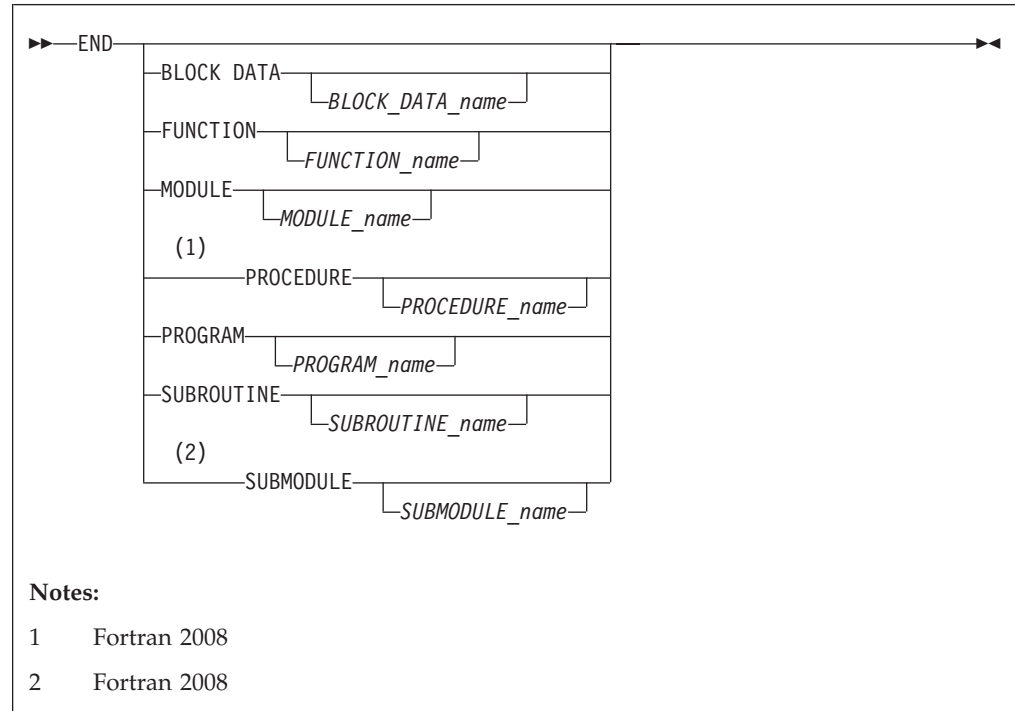 END
BLOCK DATA
BLOCK_DATA_name
FUNCTION
FUNCTION_name
MODULE
MODULE_name
(1)
PROCEDURE
PROCEDURE_name
PROGRAM
PROGRAM_name
SUBROUTINE
SUBROUTINE_name
(2)
SUBMODULE
SUBMODULE_name
Notes:
1 Fortran 2008
2 Fortran 2008